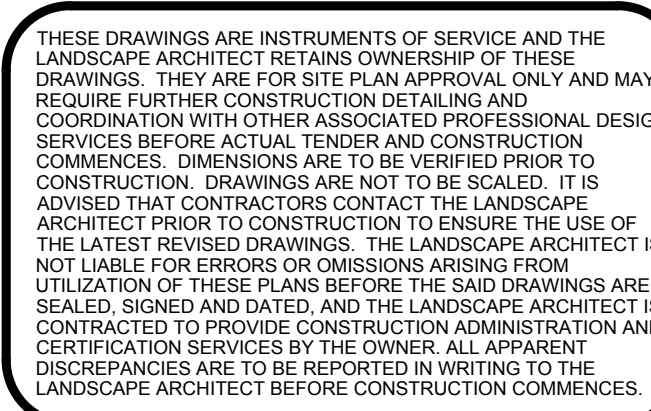 THESE DRAWINGS ARE INSTRUMENTS OF SERVICE AND THE
LANDSCAPE ARCHITECT RETAINS OWNERSHIP OF THESE
DRAWINGS.  THEY ARE FOR SITE PLAN APPROVAL ONLY AND MAY
REQUIRE FURTHER CONSTRUCTION DETAILING AND
COORDINATION WITH OTHER ASSOCIATED PROFESSIONAL DESIG
SERVICES BEFORE ACTUAL TENDER AND CONSTRUCTION
COMMENCES.  DIMENSIONS ARE TO BE VERIFIED PRIOR TO
CONSTRUCTION.  DRAWINGS ARE NOT TO BE SCALED.  IT IS
ADVISED THAT CONTRACTORS CONTACT THE LANDSCAPE
ARCHITECT PRIOR TO CONSTRUCTION TO ENSURE THE USE OF
THE LATEST REVISED DRAWINGS.  THE LANDSCAPE ARCHITECT IS
NOT LIABLE FOR ERRORS OR OMISSIONS ARISING FROM
UTILIZATION OF THESE PLANS BEFORE THE SAID DRAWINGS ARE
SEALED, SIGNED AND DATED, AND THE LANDSCAPE ARCHITECT IS
CONTRACTED TO PROVIDE CONSTRUCTION ADMINISTRATION AND
CERTIFICATION SERVICES BY THE OWNER. ALL APPARENT
DISCREPANCIES ARE TO BE REPORTED IN WRITING TO THE
LANDSCAPE ARCHITECT BEFORE CONSTRUCTION COMMENCES.